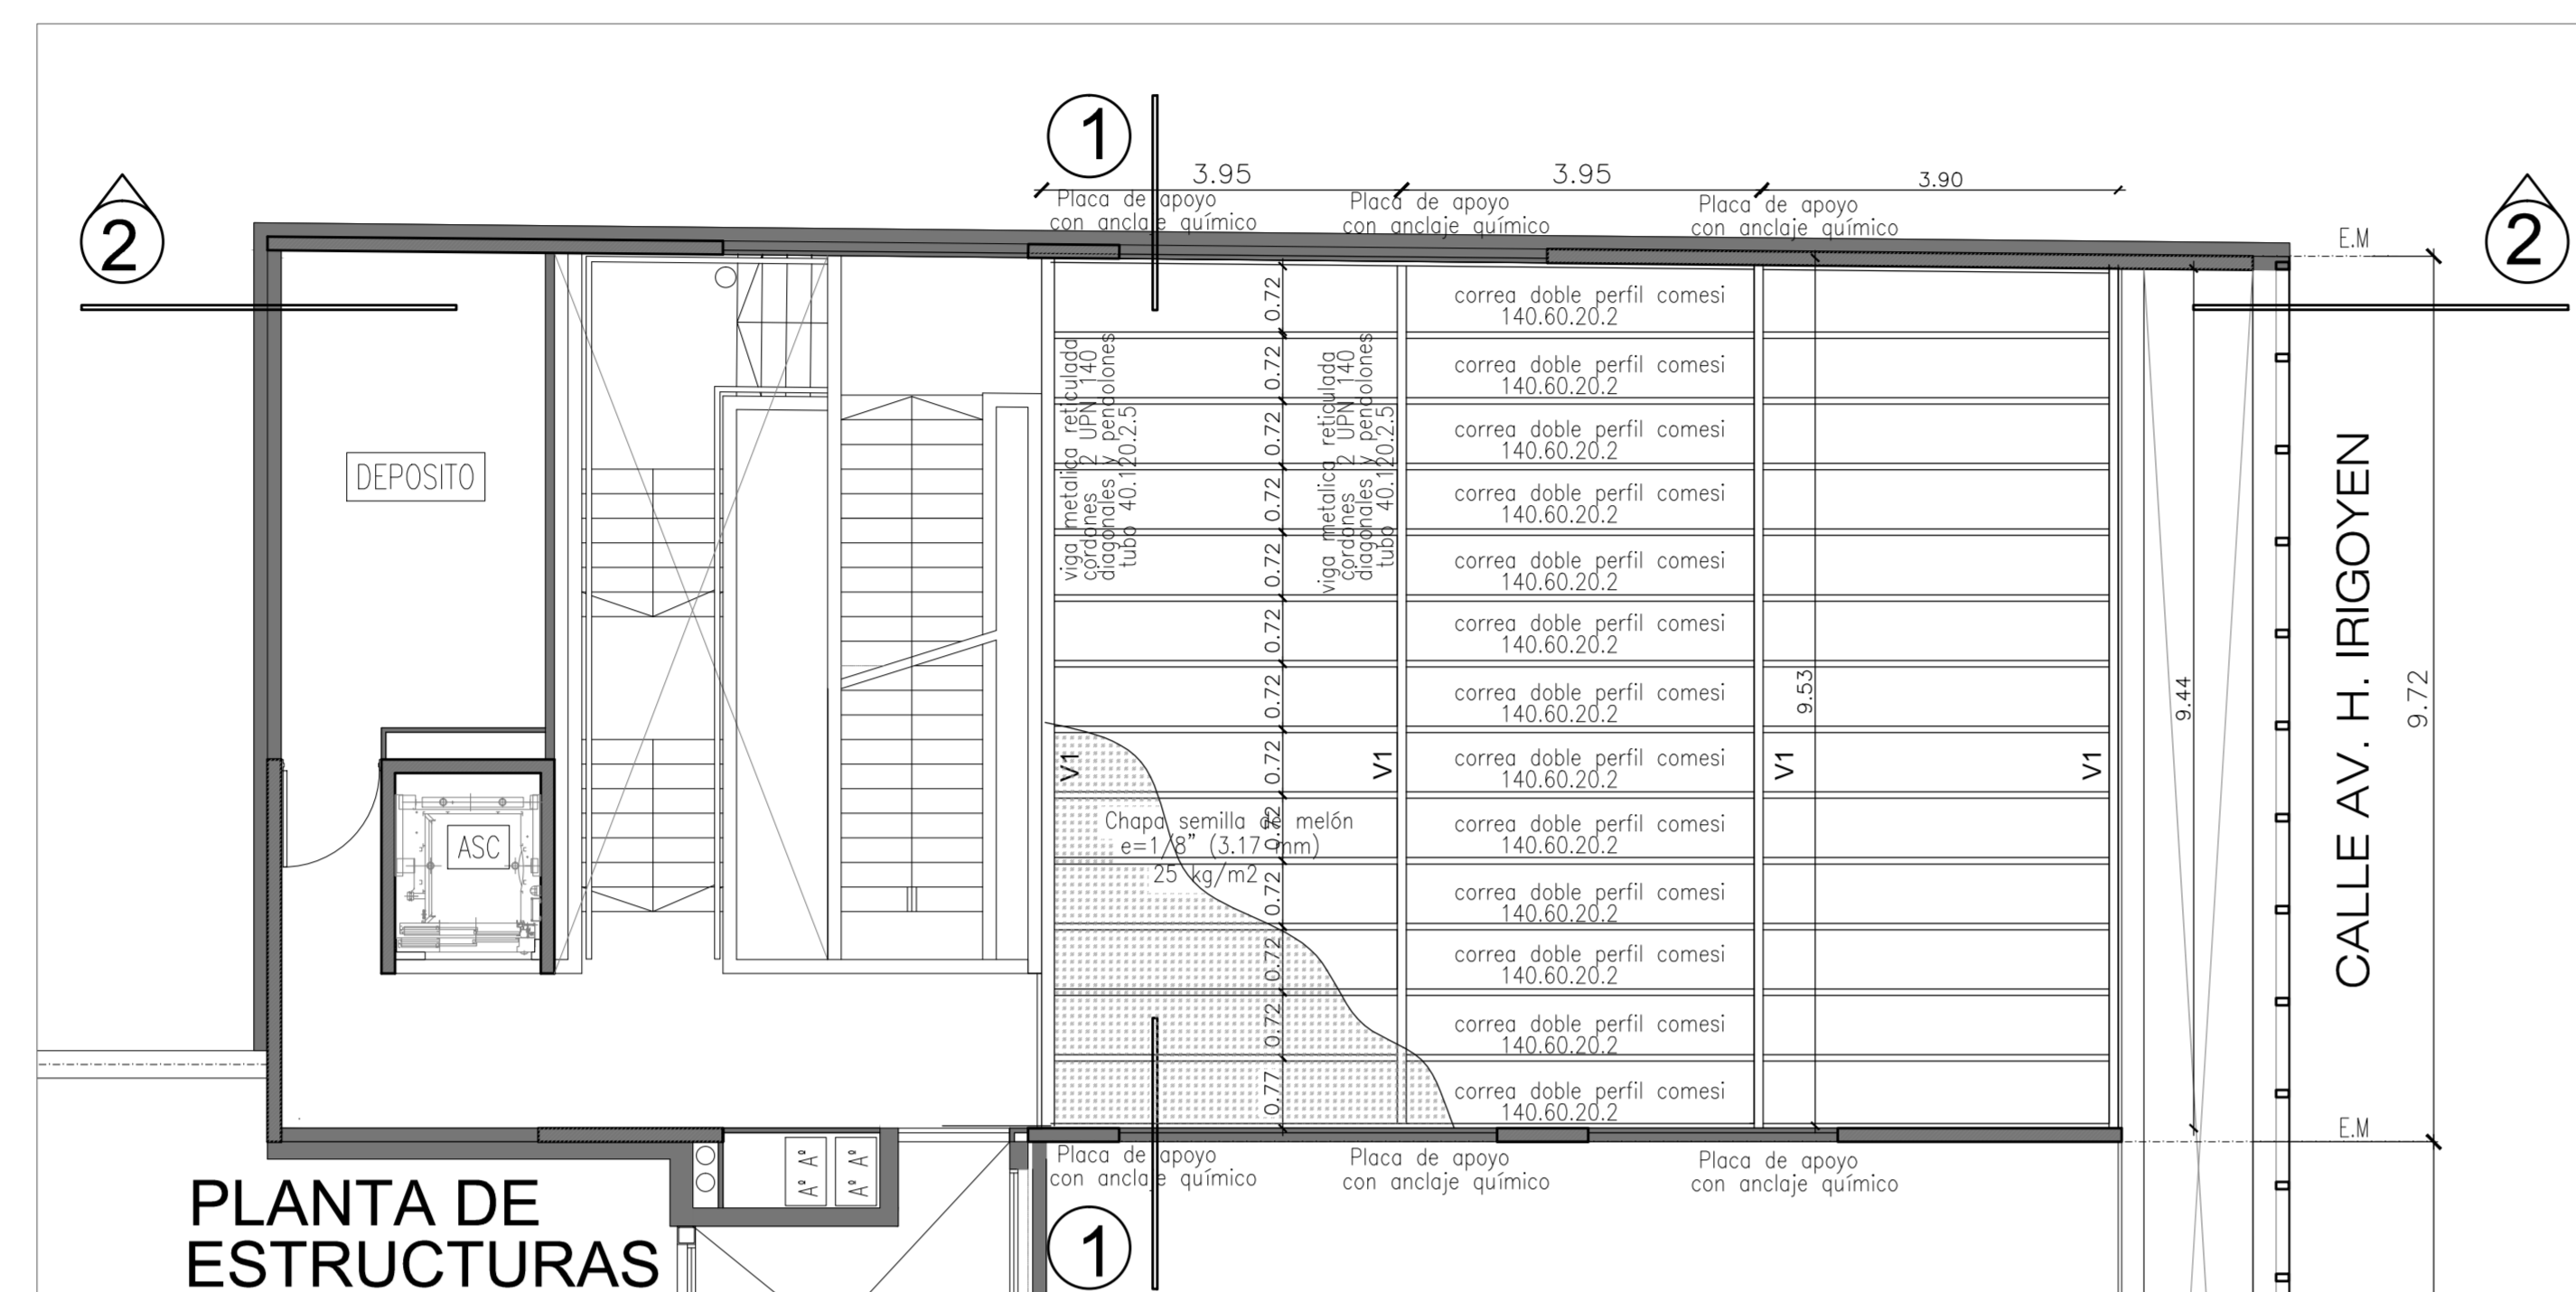 1
3.95
3.95
3.90
2
Placa de apoyo
con anclaje químico
Placa de apoyo
con anclaje químico
Placa de apoyo
con anclaje químico
E.M
2
0.72
0.72
0.72
0.72
0.72
0.72
0.72
0.72
0.72
0.72
0.72
0.72
0.77
correa doble perfil comesi
140.60.20.2
correa doble perfil comesi
140.60.20.2
correa doble perfil comesi
140.60.20.2
correa doble perfil comesi
140.60.20.2
correa doble perfil comesi
140.60.20.2
correa doble perfil comesi
140.60.20.2
correa doble perfil comesi
140.60.20.2
correa doble perfil comesi
140.60.20.2
correa doble perfil comesi
140.60.20.2
correa doble perfil comesi
140.60.20.2
correa doble perfil comesi
140.60.20.2
correa doble perfil comesi
140.60.20.2
correa doble perfil comesi
140.60.20.2
viga metalica reticulada
cordones 2 UPN 140
diagonales y pendolones
tubo 40.120.2.5
viga metalica reticulada
cordones 2 UPN 140
diagonales y pendolones
tubo 40.120.2.5
DEPOSITO
ASC
V1
V1
V1
V1
9.53
9.44
9.72
CALLE AV. H. IRIGOYEN
Chapa semilla de melón
e=1/8" (3.17 mm)
25 kg/m2
E.M
Placa de apoyo
con anclaje químico
Placa de apoyo
con anclaje químico
Placa de apoyo
con anclaje químico
Aº Aº
Aº Aº
PLANTA DE
ESTRUCTURAS
1